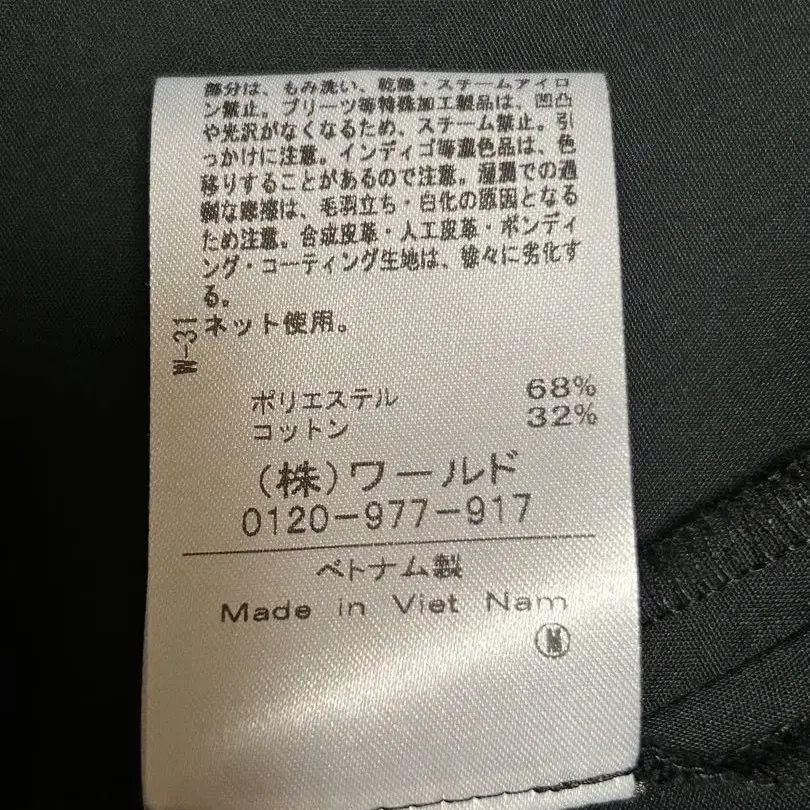 部分は、もみ洗い、乾燥・スチームアイロ
ン禁止。プリーツ等特殊加工製品は、凹凸
や光沢がなくなるため、スチーム禁止。引
っかけに注意。インディゴ等濃色品は、色
移りすることがあるので注意。湿潤での過
剰な摩擦は、毛羽立ち・白化の原因となる
ため注意。合成皮革・人工皮革・ボンディ
ング・コーティング生地は、徐々に劣化す
る。
ネット使用。
W-31
ポリエステル 68%
コットン 32%
(株)ワールド
0120-977-917
ベトナム製
Made in Viet Nam
M